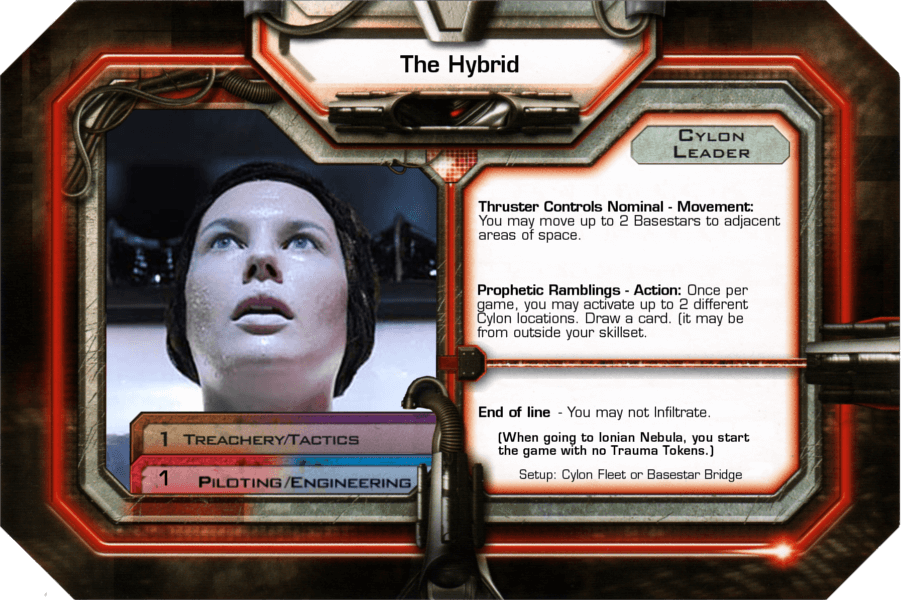 The Hybrid
CYLON
LEADER
Thruster Controls Nominal - Movement:
You may move up to 2 Basestars to adjacent
areas of space.
Prophetic Ramblings - Action: Once per
game, you may activate up to 2 different
Cylon locations. Draw a card. (it may be
from outside your skillset.
End of line - You may not Infiltrate.
(When going to Ionian Nebula, you start
the game with no Trauma Tokens.)
Setup: Cylon Fleet or Basestar Bridge
1 TREACHERY/TACTICS
1 PILOTING/ENGINEERING